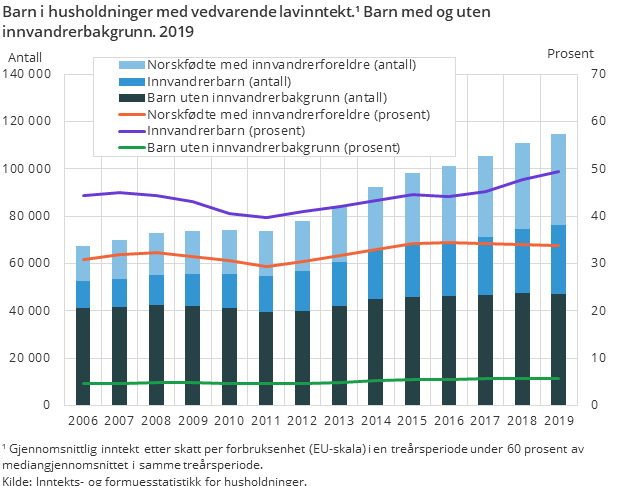 Barn i husholdninger med vedvarende lavinntekt.¹ Barn med og uten
innvandrerbakgrunn. 2019
Antall
Prosent
Norskfødte med innvandrerforeldre (antall)
Innvandrerbarn (antall)
Barn uten innvandrerbakgrunn (antall)
Norskfødte med innvandrerforeldre (prosent)
Innvandrerbarn (prosent)
Barn uten innvandrerbakgrunn (prosent)
140 000
120 000
100 000
80 000
60 000
40 000
20 000
0
70
60
50
40
30
20
10
0
2006 2007 2008 2009 2010 2011 2012 2013 2014 2015 2016 2017 2018 2019
¹ Gjennomsnittlig inntekt etter skatt per forbruksenhet (EU-skala) i en treårsperiode under 60 prosent av
mediangjennomsnittet i samme treårsperiode.
Kilde: Inntekts- og formuesstatistikk for husholdninger.